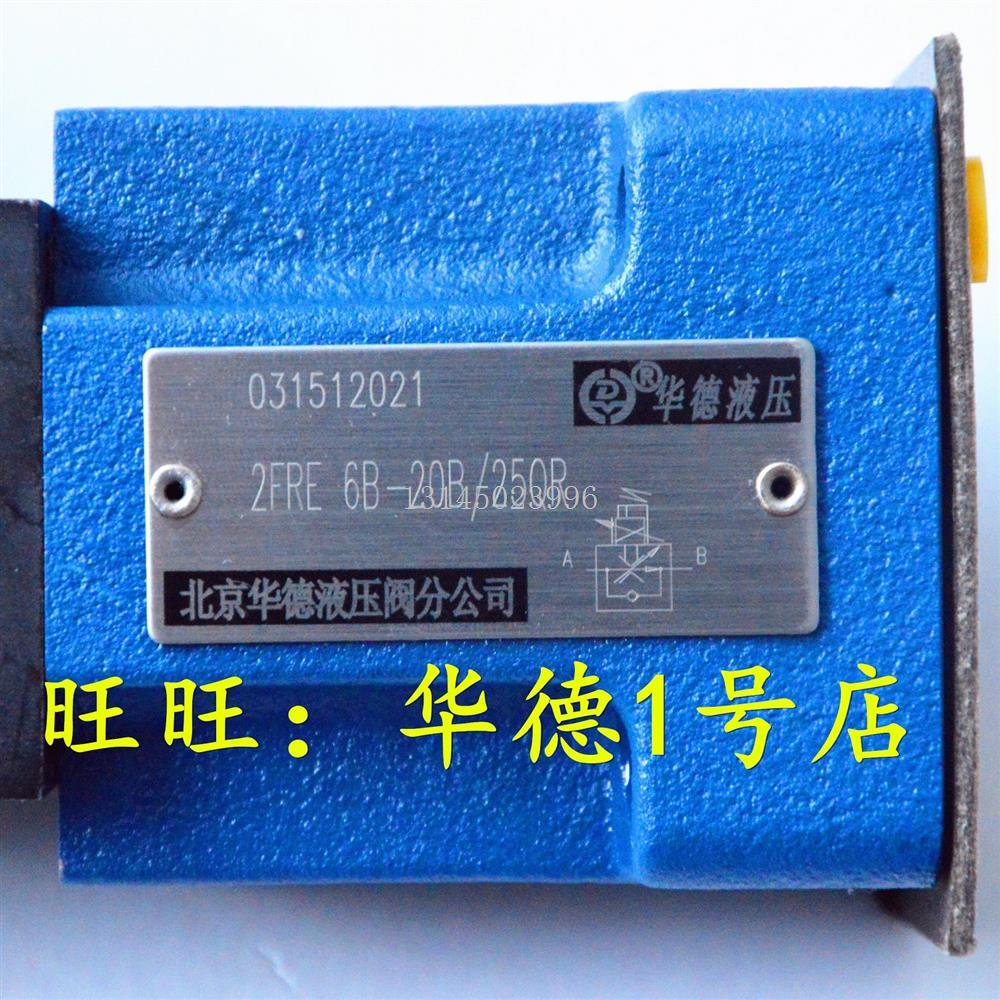 031512021
D ® 华德液压
2FRE 6B-20B/250R
13145023996
A B
北京华德液压阀分公司
旺旺：华德1号店